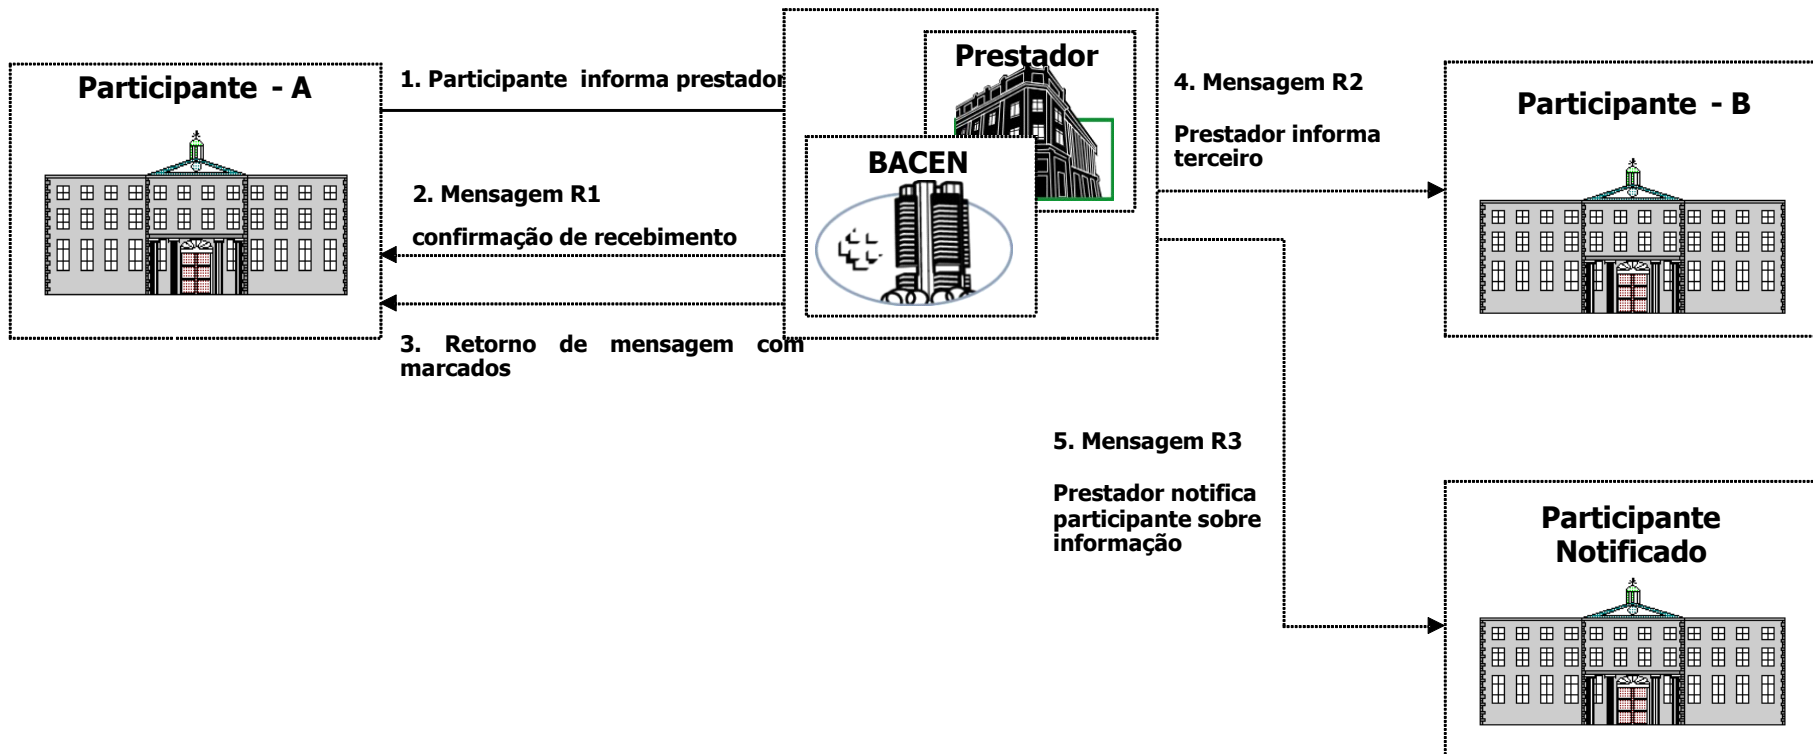 Participante - A
1. Participante informa prestador
2. Mensagem R1
confirmação de recebimento
3. Retorno de mensagem com
marcados
Prestador
BACEN
4. Mensagem R2
Prestador informa
terceiro
Participante - B
5. Mensagem R3
Prestador notifica
participante sobre
informação
Participante
Notificado